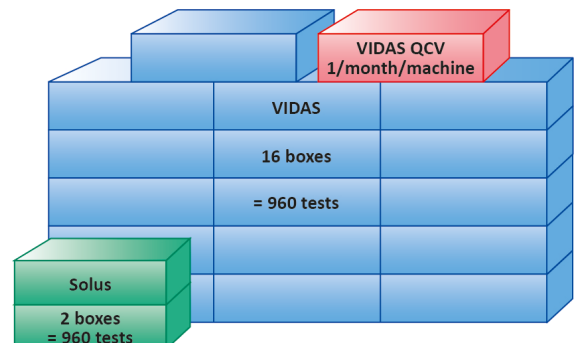 VIDAS QCV
1/month/machine
VIDAS
16 boxes
= 960 tests
Solus
2 boxes
= 960 tests